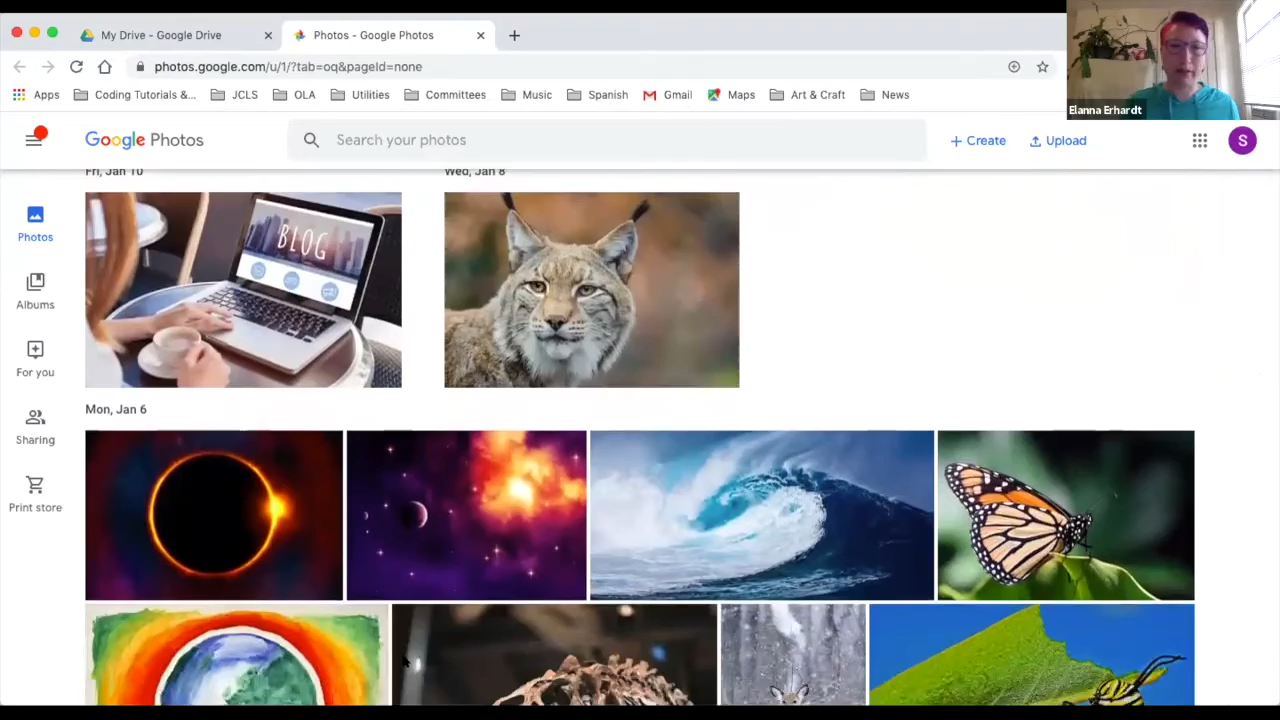 My Drive - Google Drive
Photos - Google Photos
photos.google.com/u/1/?tab=oq&pageId=none
Apps
Coding Tutorials &...
JCLS
OLA
Utilities
Committees
Music
Spanish
Gmail
Maps
Art & Craft
News
Elanna Erhardt
Google Photos
Search your photos
+ Create
Upload
S
Fri, Jan 10
Wed, Jan 8
BLOG
Photos
Albums
For you
Sharing
Print store
Mon, Jan 6